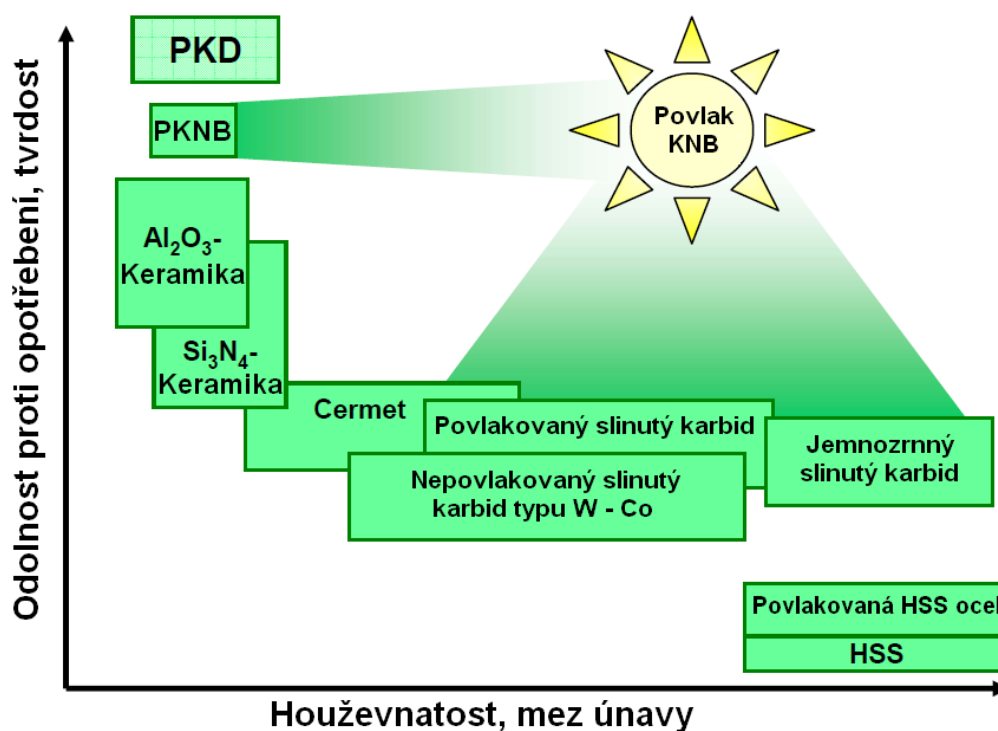 Odolnost proti opotřebení, tvrdost
PKD
PKNB
Povlak
KNB
Al₂O₃-
Keramika
Si₃N₄-
Keramika
Cermet
Povlakovaný slinutý karbid
Jemnozrnný
slinutý karbid
Nepovlakovaný slinutý
karbid typu W - Co
Povlakovaná HSS ocel
HSS
Houževnatost, mez únavy